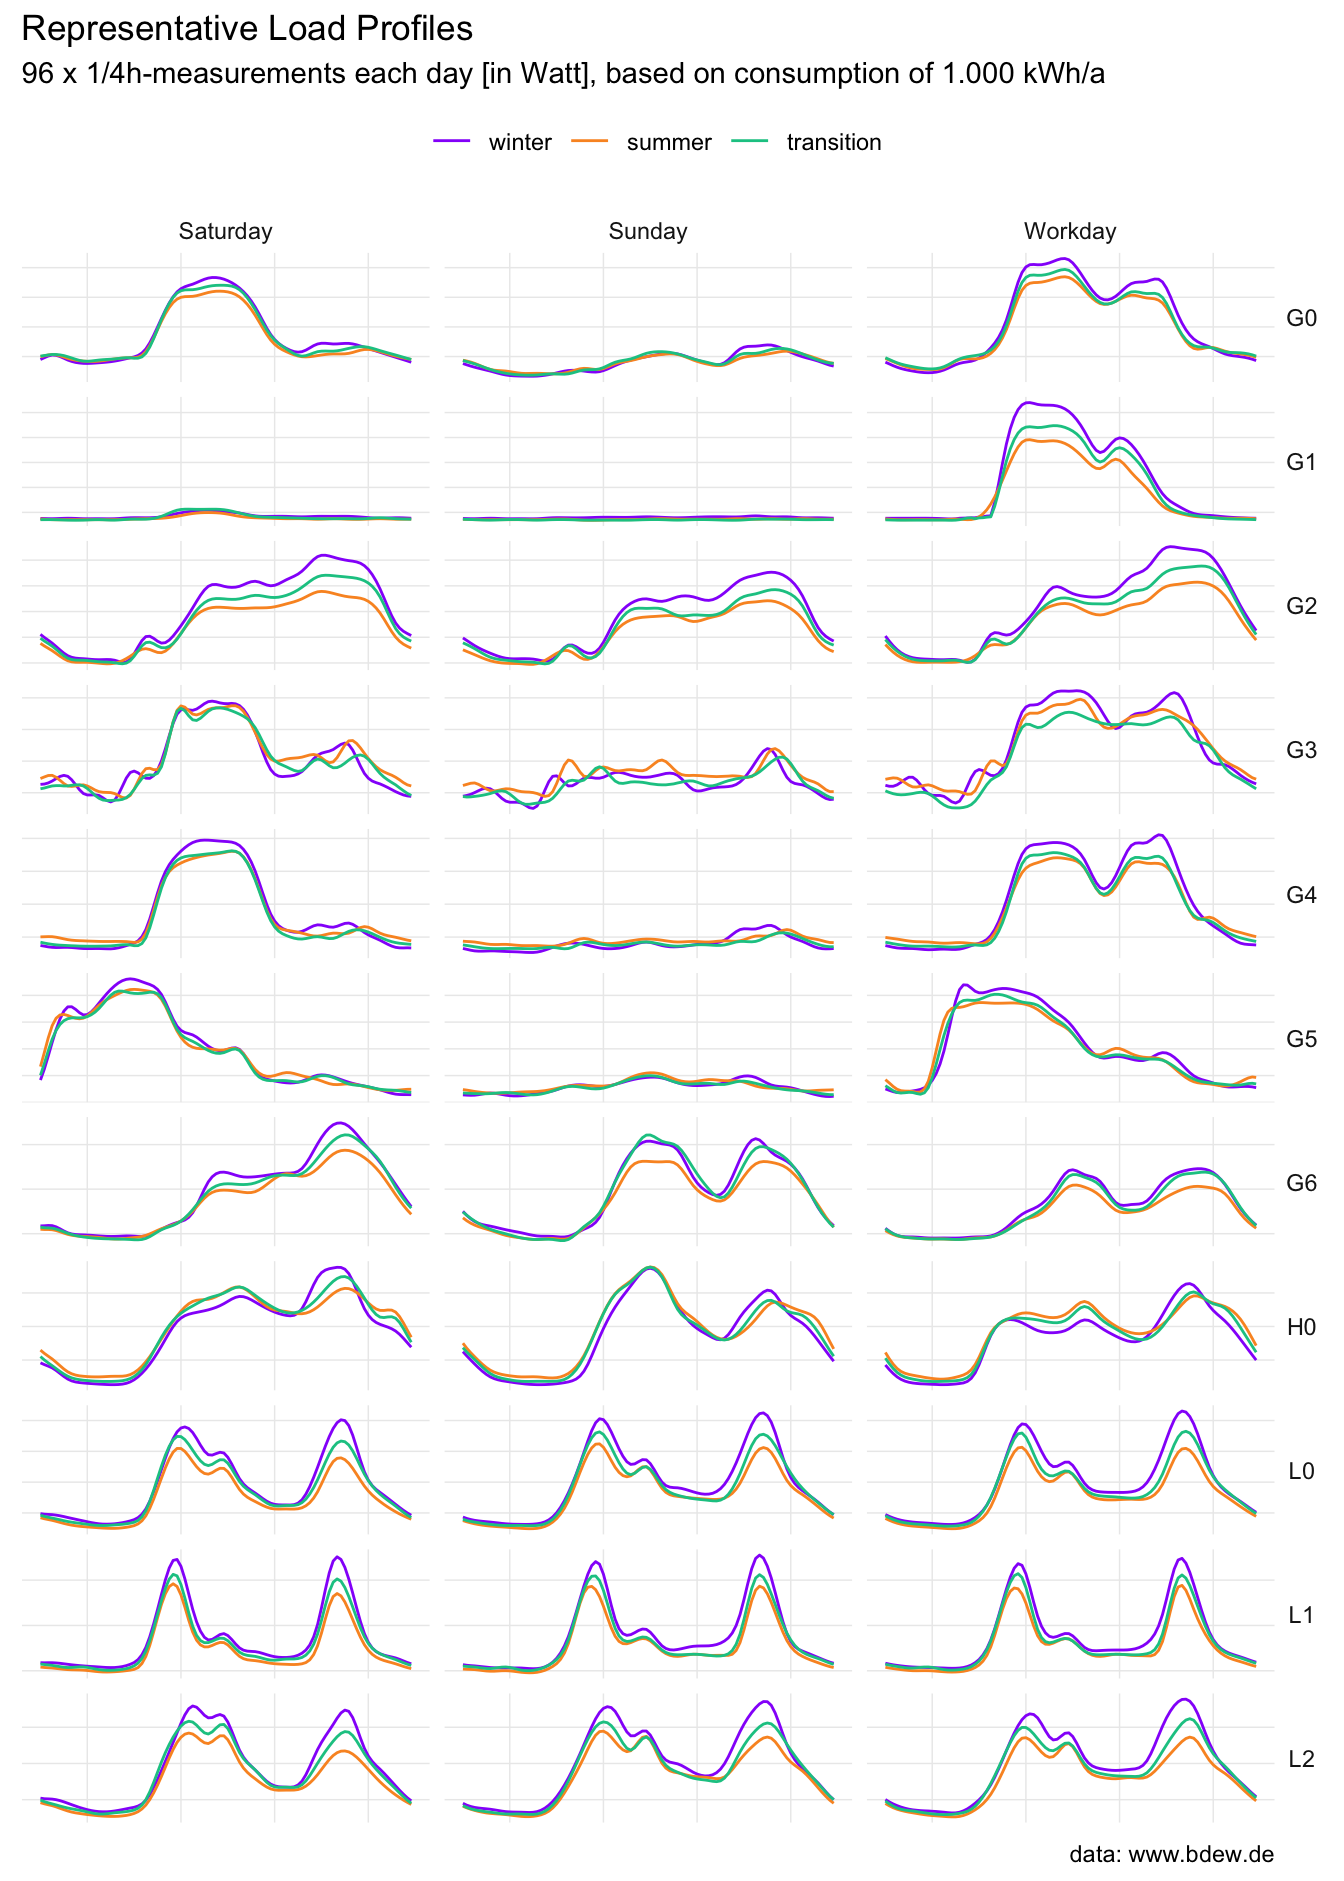 Representative Load Profiles
96 x 1/4h-measurements each day [in Watt], based on consumption of 1.000 kWh/a
winter summer transition
Saturday Sunday Workday
G0
G1
G2
G3
G4
G5
G6
H0
L0
L1
L2
data: www.bdew.de